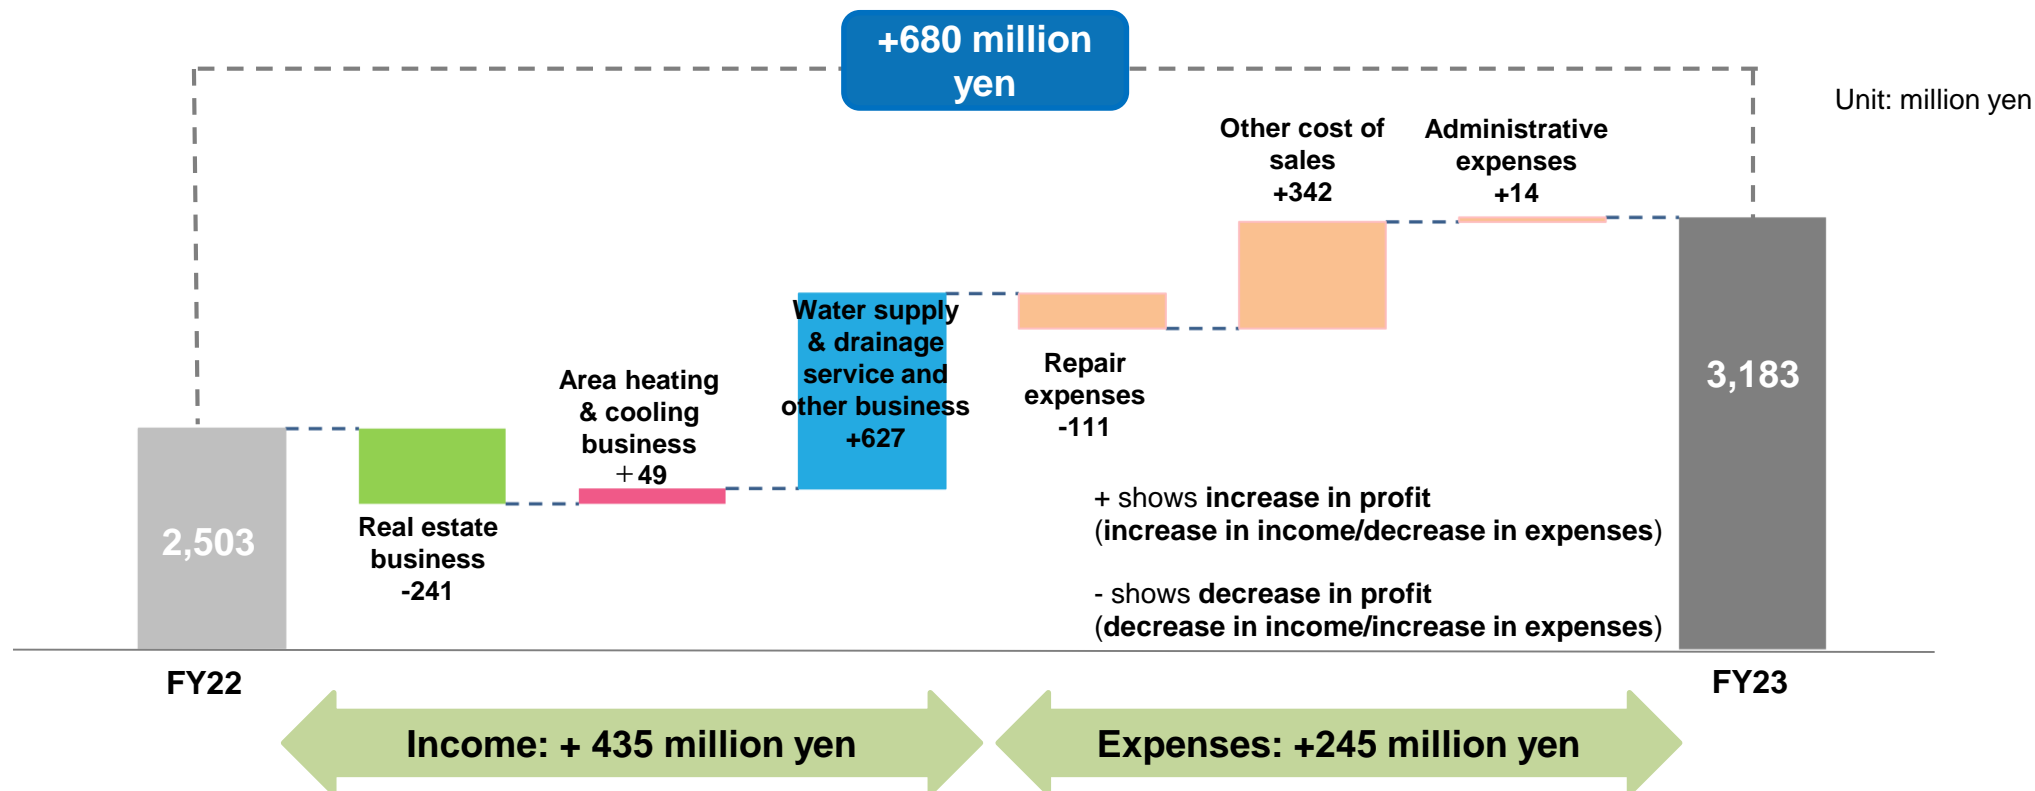 +680 million
yen
Unit: million yen
Other cost of
sales
+342
Administrative
expenses
+14
Water supply
& drainage
service and
other business
+627
Repair
expenses
-111
Area heating
& cooling
business
＋49
3,183
2,503
Real estate
business
-241
+ shows increase in profit
(increase in income/decrease in expenses)
- shows decrease in profit
(decrease in income/increase in expenses)
FY22
FY23
Income: + 435 million yen
Expenses: +245 million yen